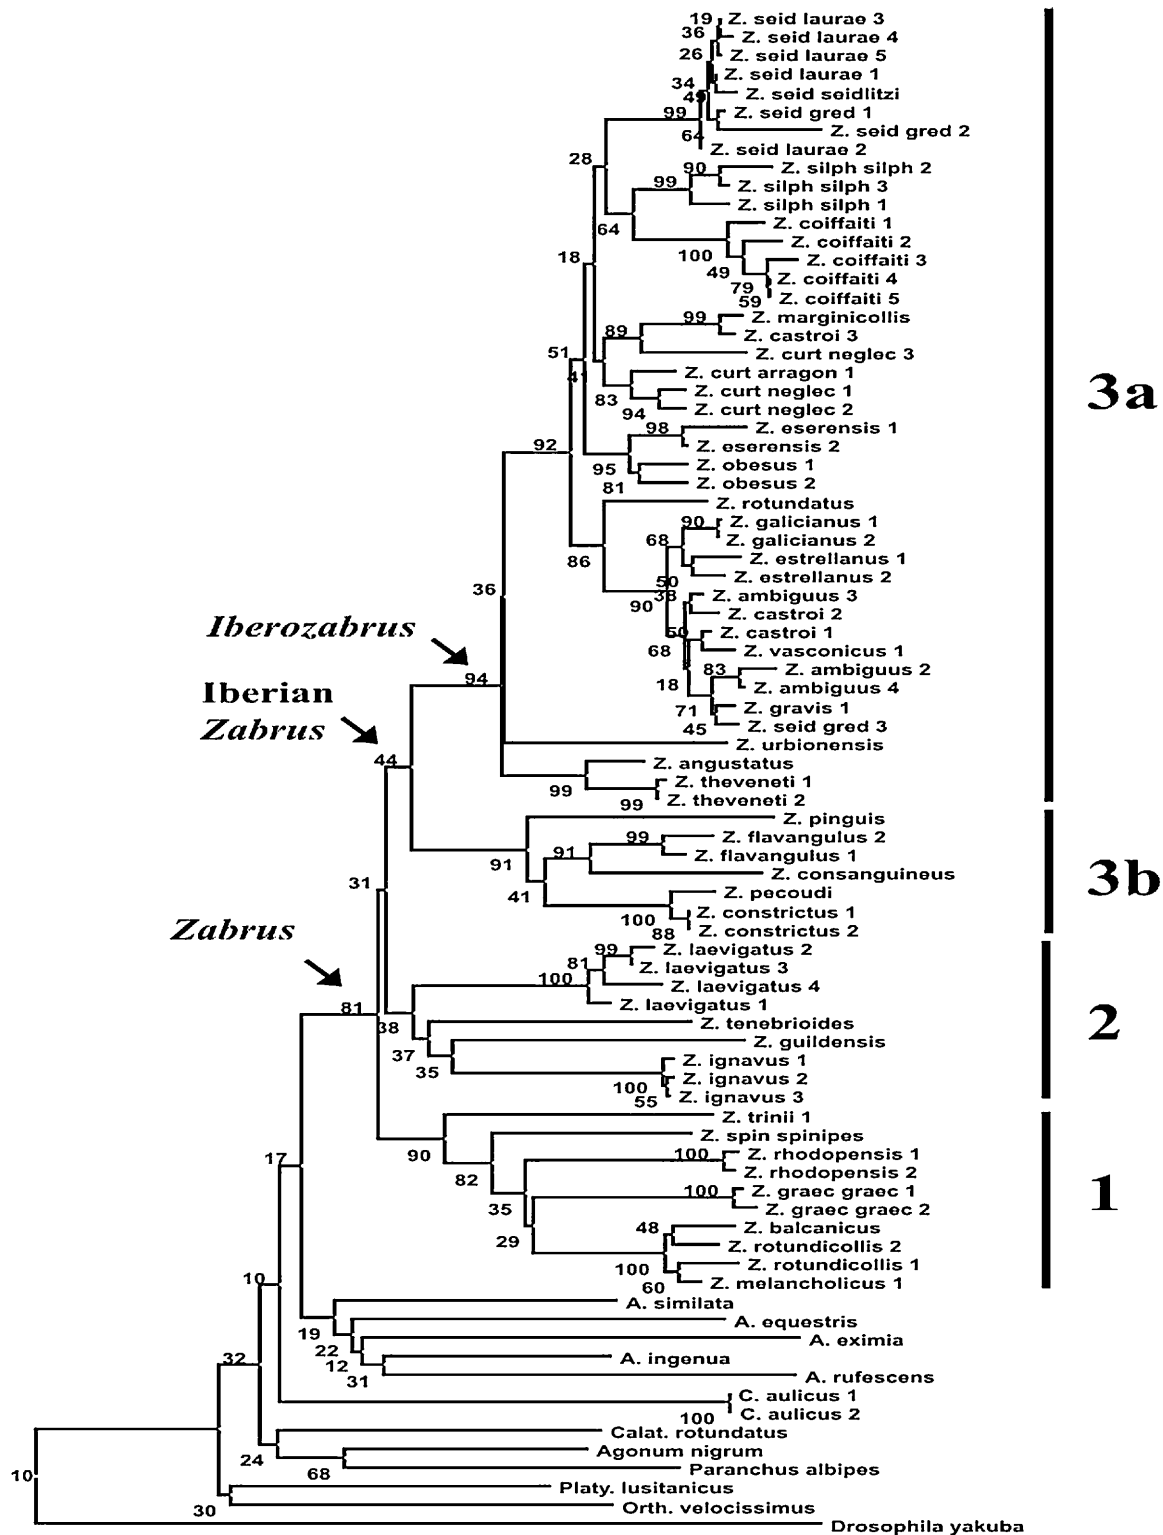 19 Z. seid laurae 3
36 Z. seid laurae 4
26 Z. seid laurae 5
Z. seid laurae 1
34
49 Z. seid seidlitzi
99 Z. seid gred 1
64 Z. seid gred 2
Z. seid laurae 2
28
90 Z. silph silph 2
99 Z. silph silph 3
Z. silph silph 1
64 Z. coiffaiti 1
Z. coiffaiti 2
18 100
49 Z. coiffaiti 3
79 Z. coiffaiti 4
59 Z. coiffaiti 5
99 Z. marginicollis
89 Z. castroi 3
51 Z. curt neglec 3
41 Z. curt arragon 1
3a
83 Z. curt neglec 1
94 Z. curt neglec 2
98 Z. eserensis 1
92 Z. eserensis 2
95 Z. obesus 1
81 Z. obesus 2
Z. rotundatus
90 Z. galicianus 1
68 Z. galicianus 2
86 Z. estrellanus 1
50 Z. estrellanus 2
36
38 Z. ambiguus 3
90 Z. castroi 2
Iberozabrus
50 Z. castroi 1
68 Z. vasconicus 1
83 Z. ambiguus 2
94 18 Z. ambiguus 4
Iberian
71 Z. gravis 1
Zabrus
45 Z. seid gred 3
Z. urbionensis
44 Z. angustatus
Z. theveneti 1
99
99 Z. theveneti 2
Z. pinguis
99 Z. flavangulus 2
91 91 Z. flavangulus 1
Z. consanguineus
3b
31 41 Z. pecoudi
100 Z. constrictus 1
88 Z. constrictus 2
Zabrus
99 Z. laevigatus 2
81 Z. laevigatus 3
100 Z. laevigatus 4
81 Z. laevigatus 1
38 Z. tenebrioides
2
37 Z. guildensis
35 Z. ignavus 1
100 Z. ignavus 2
55 Z. ignavus 3
Z. trinii 1
90 Z. spin spinipes
17 100 Z. rhodopensis 1
82 Z. rhodopensis 2
100 Z. graec graec 1
35 Z. graec graec 2
1
48 Z. balcanicus
29 Z. rotundicollis 2
100 Z. rotundicollis 1
10 60 Z. melancholicus 1
A. similata
19 A. equestris
22 A. eximia
12 A. ingenua
32
31 A. rufescens
C. aulicus 1
100 C. aulicus 2
Calat. rotundatus
24 Agonum nigrum
68 Paranchus albipes
10
Platy. lusitanicus
30 Orth. velocissimus
Drosophila yakuba